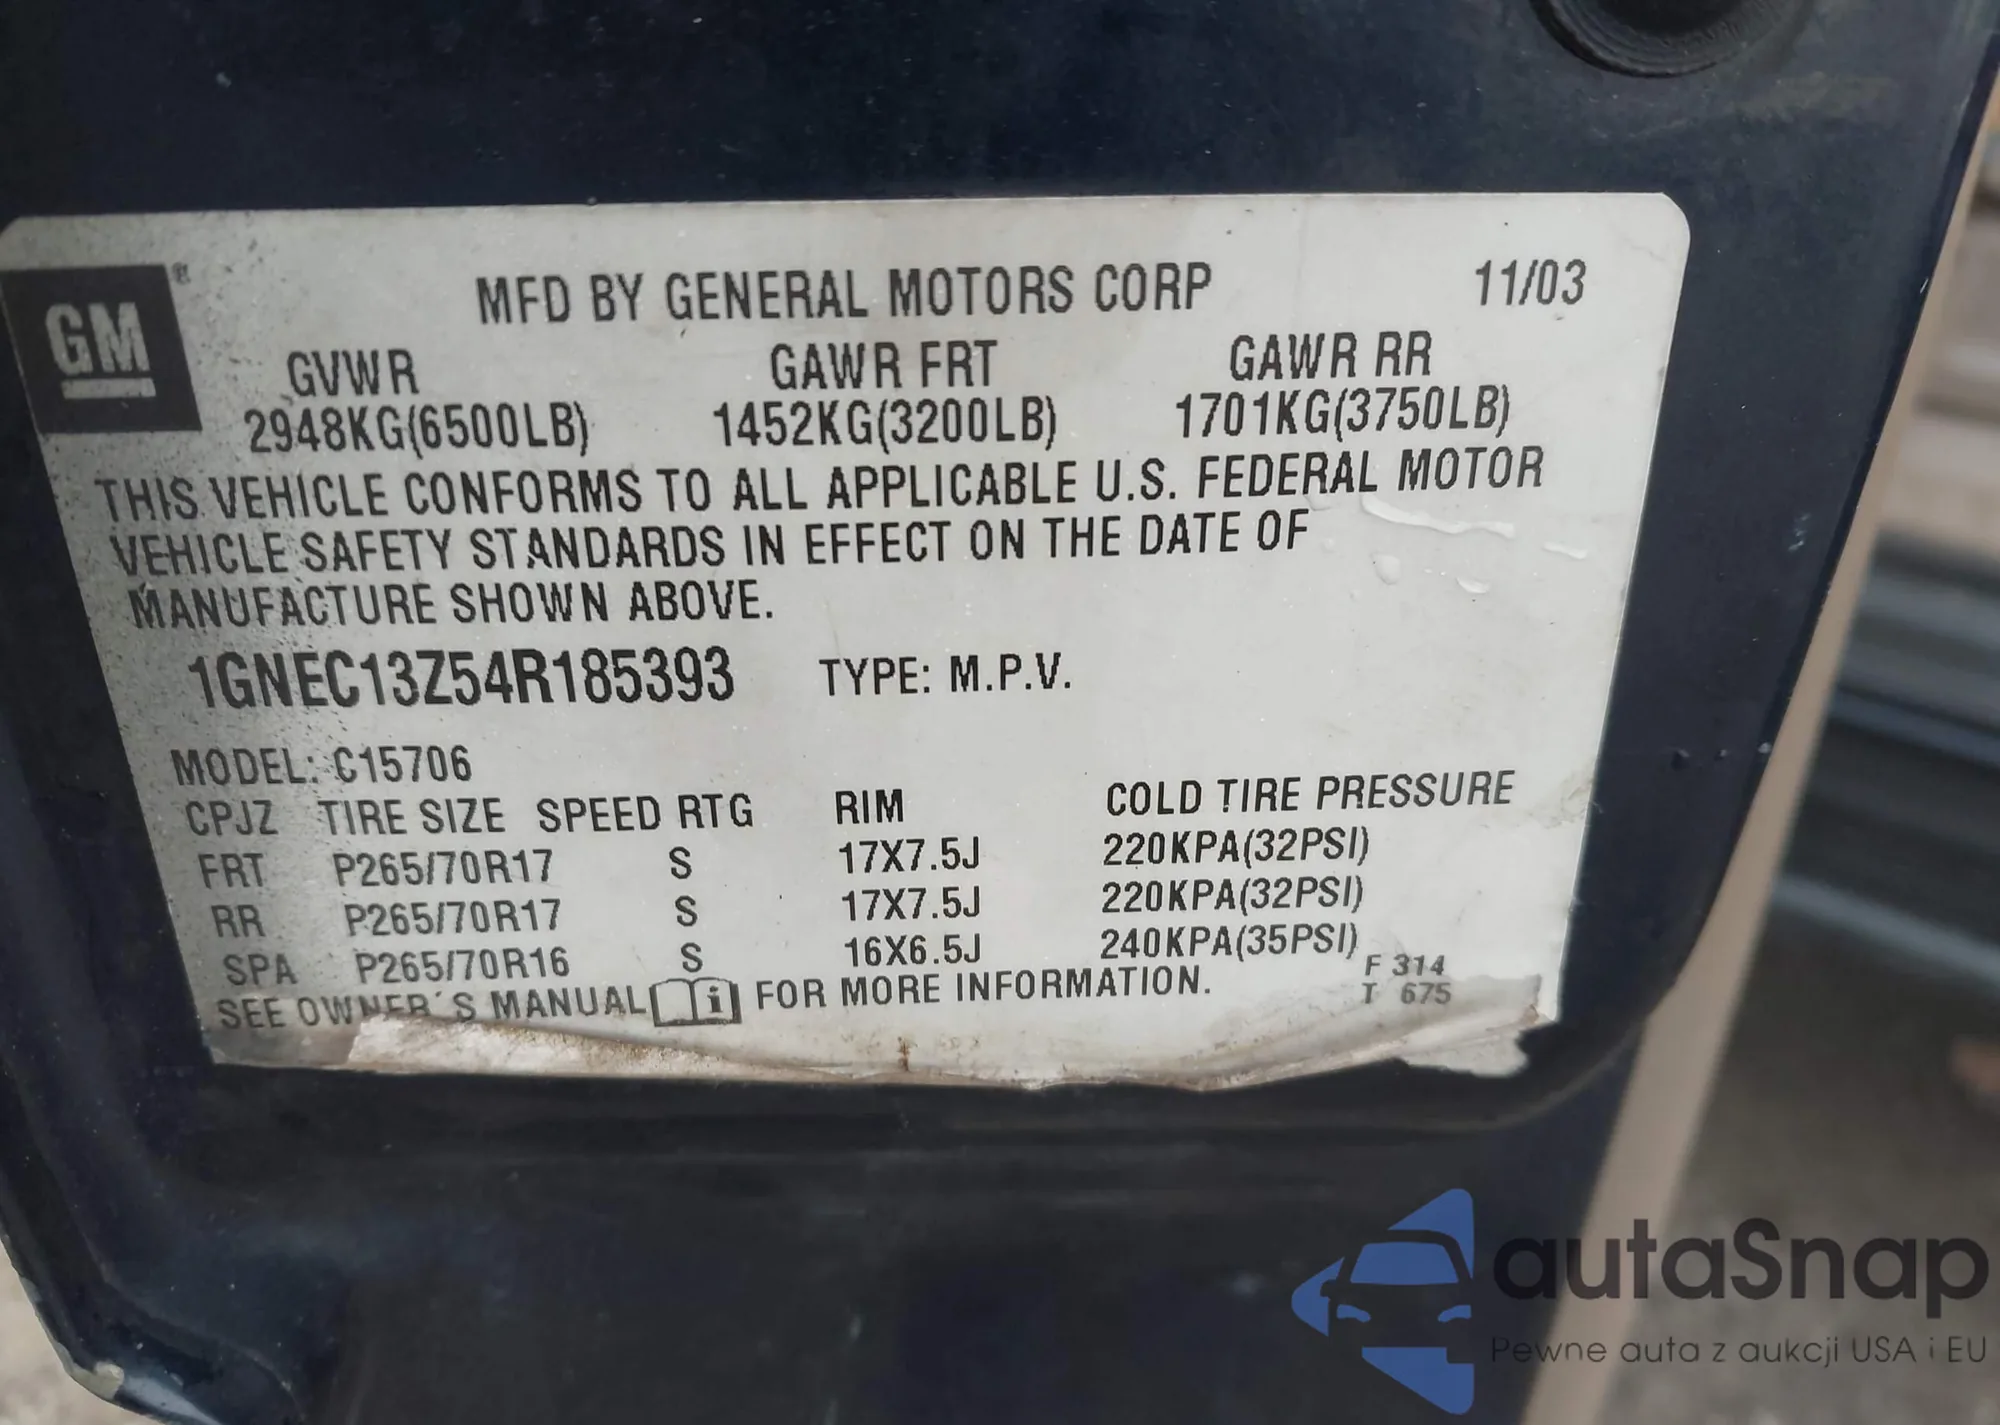 GM®
MFD BY GENERAL MOTORS CORP 11/03
GVWR GAWR FRT GAWR RR
2948KG(6500LB) 1452KG(3200LB) 1701KG(3750LB)
THIS VEHICLE CONFORMS TO ALL APPLICABLE U.S. FEDERAL MOTOR
VEHICLE SAFETY STANDARDS IN EFFECT ON THE DATE OF
MANUFACTURE SHOWN ABOVE.
1GNEC13Z54R185393 TYPE: M.P.V.
MODEL: C15706
CPJZ TIRE SIZE SPEED RTG RIM COLD TIRE PRESSURE
FRT P265/70R17 S 17X7.5J 220KPA(32PSI)
RR P265/70R17 S 17X7.5J 220KPA(32PSI)
SPA P265/70R16 S 16X6.5J 240KPA(35PSI)
SEE OWNER'S MANUAL i FOR MORE INFORMATION.
F 314
T 675
autaSnap
Pewne auta z aukcji USA i EU